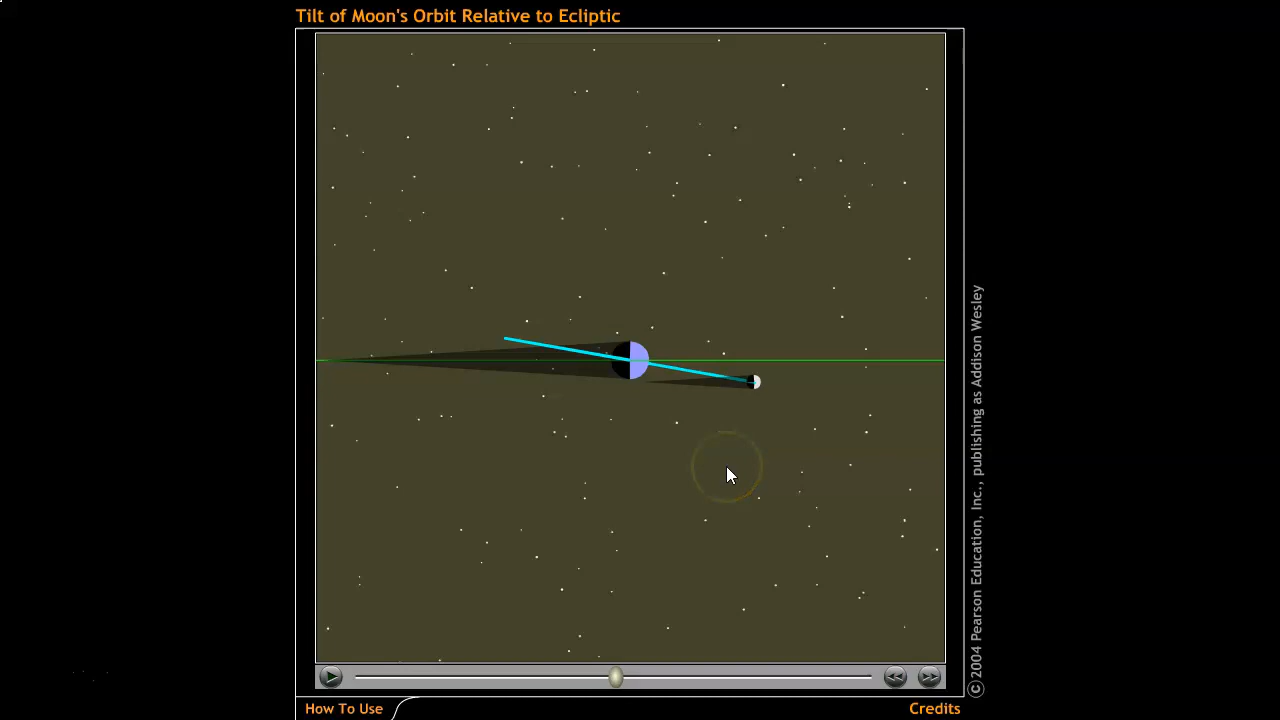 Tilt of Moon's Orbit Relative to Ecliptic
© 2004 Pearson Education, Inc., publishing as Addison Wesley
How To Use
Credits